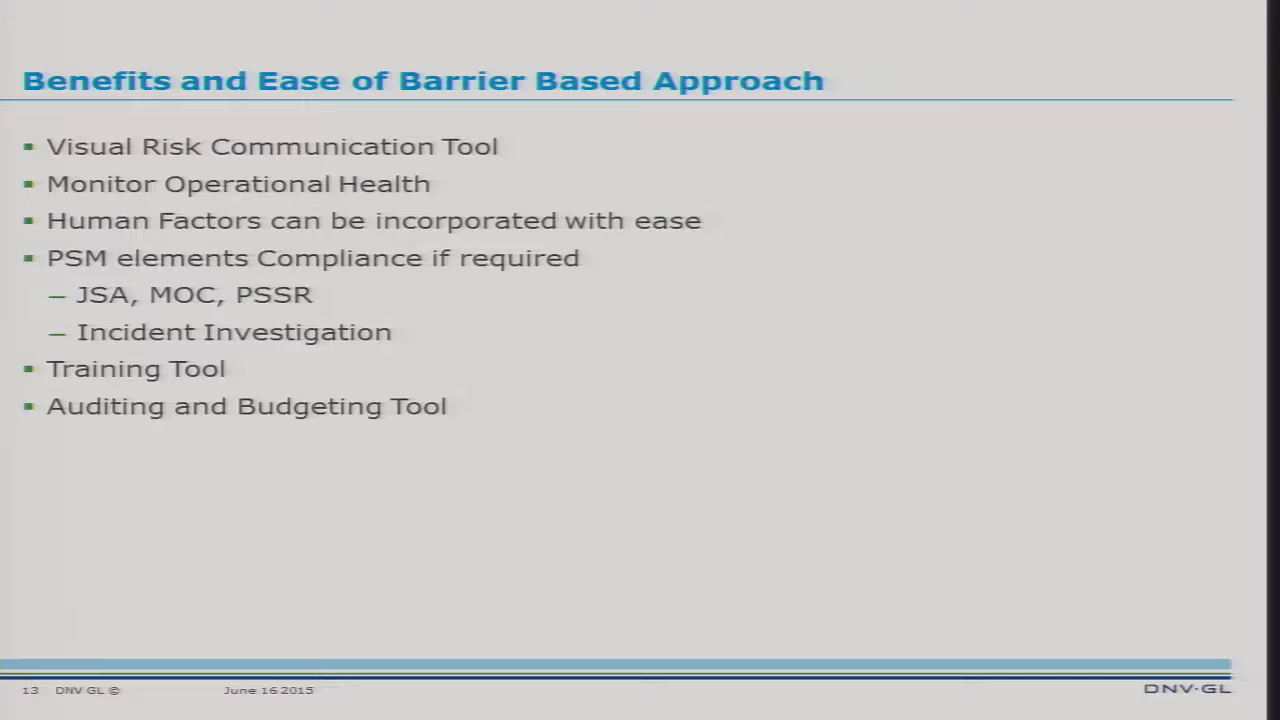 Benefits and Ease of Barrier Based Approach
▪ Visual Risk Communication Tool
▪ Monitor Operational Health
▪ Human Factors can be incorporated with ease
▪ PSM elements Compliance if required
– JSA, MOC, PSSR
– Incident Investigation
▪ Training Tool
▪ Auditing and Budgeting Tool
13 DNV GL © June 16 2015 DNV·GL